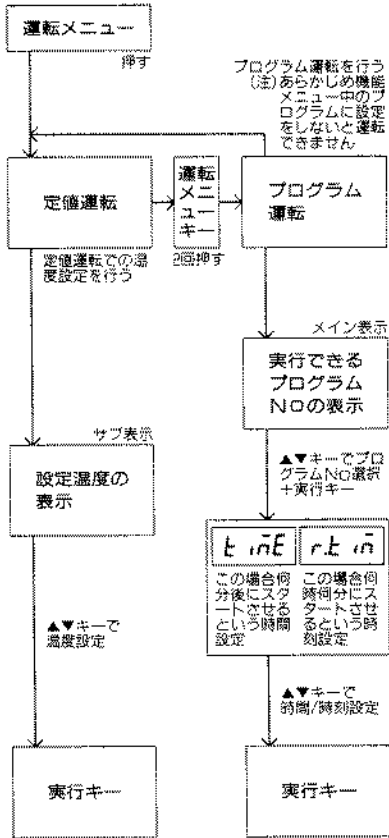 運転メニュー
押す
プログラム運転を行う
(注)あらかじめ機能
メニュー中のプ
ログラムに設定
をしないと運転
できません
定値運転
運転
メニ
ュー
キー
プログラム
運転
定値運転での温
度設定を行う
2回押す
メイン表示
実行できる
プログラム
NOの表示
サブ表示
設定温度の
表示
▲▼キーでプロ
グラムNO選択
+実行キー
t inE
r.t in
この場合何
分後にスタ
ートさせる
という時間
設定
この場合何
時何分にス
タートさせ
るという時
刻設定
▲▼キーで
温度設定
▲▼キーで
時間/時刻設定
実行キー
実行キー